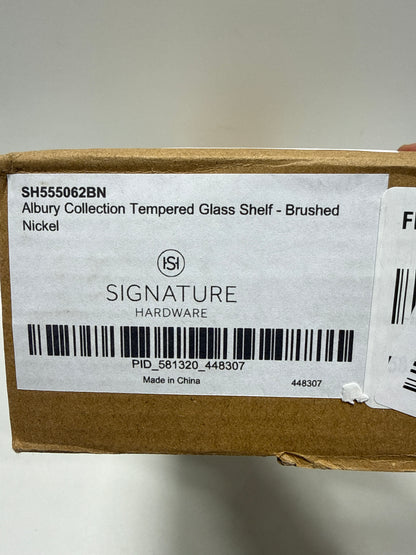 SH555062BN
Albury Collection Tempered Glass Shelf - Brushed
Nickel
SIGNATURE
HARDWARE
PID_581320_448307
Made in China
448307